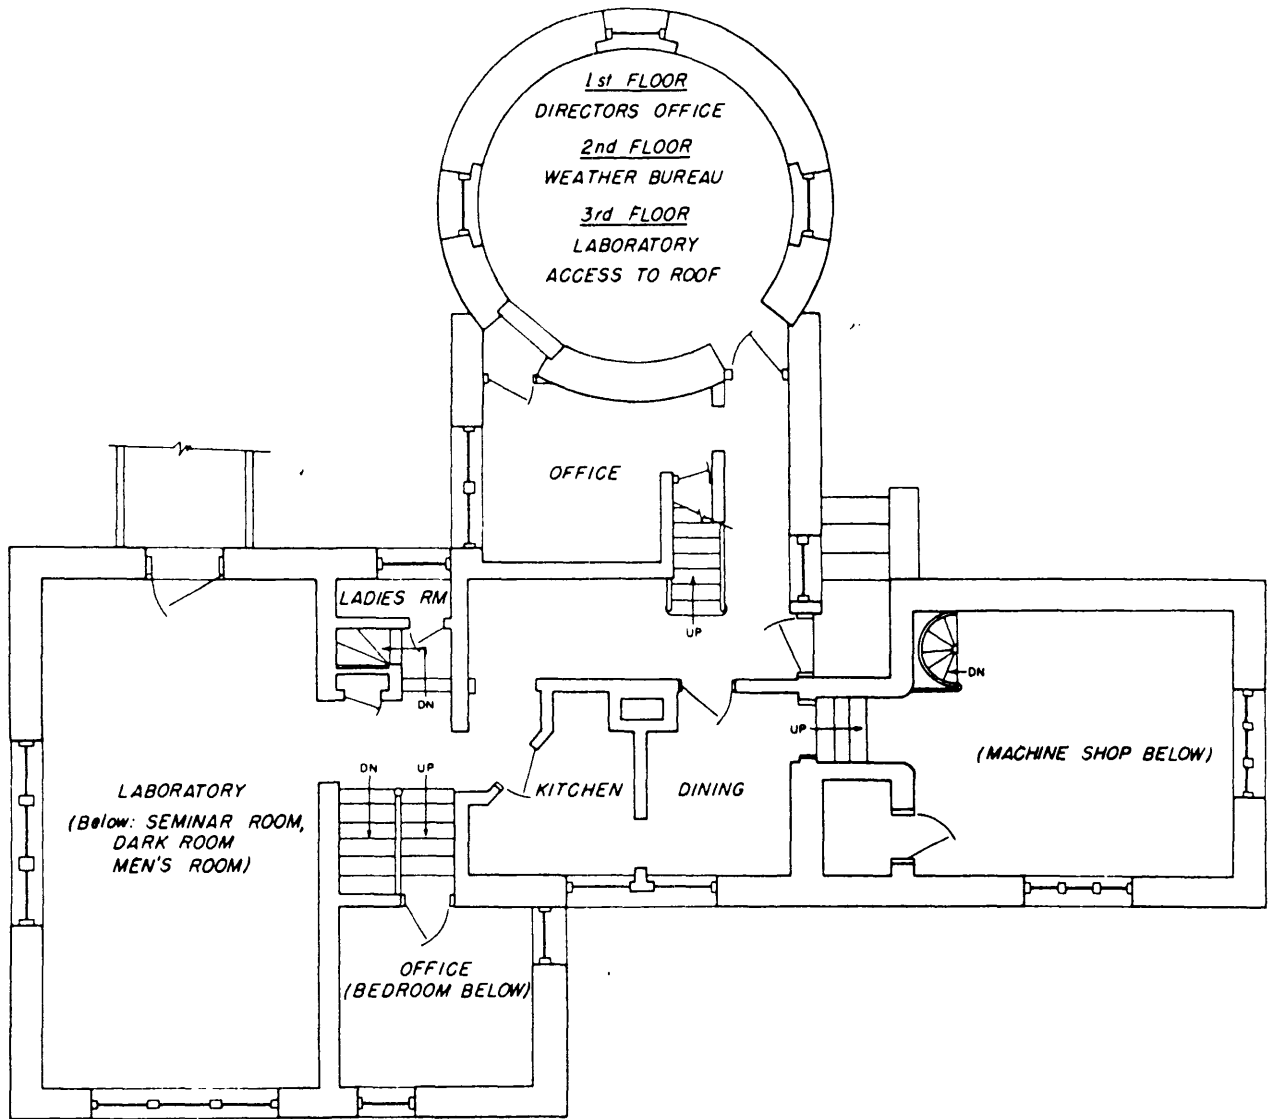 1st FLOOR
DIRECTORS OFFICE
2nd FLOOR
WEATHER BUREAU
3rd FLOOR
LABORATORY
ACCESS TO ROOF
OFFICE
LADIES RM
UP
DN
DN
UP
(MACHINE SHOP BELOW)
DN
UP
LABORATORY
(Below: SEMINAR ROOM,
DARK ROOM
MEN'S ROOM)
KITCHEN
DINING
OFFICE
(BEDROOM BELOW)